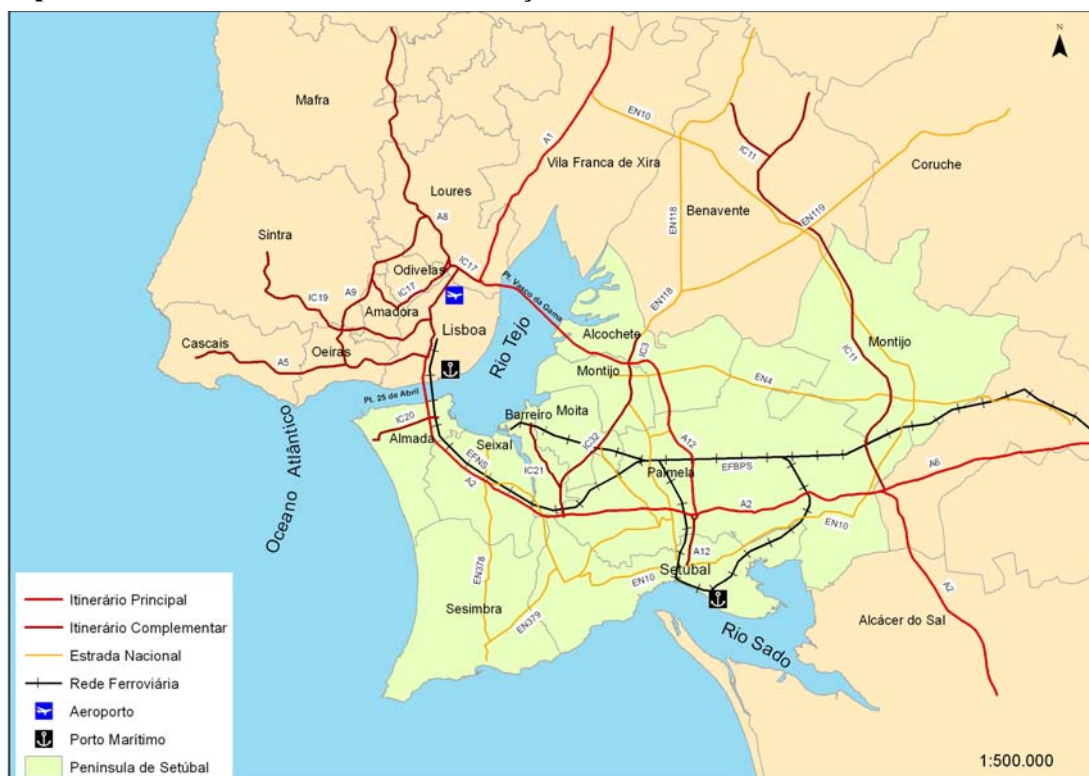 N
Mafra
A1
EN10
IC11
Coruche
Vila Franca de Xira
Loures
EN118
Benavente
EN119
A8
Sintra
IC17
Odivelas
IC17
A9
IC19
Amadora
Pt. Vasco da Gama
EN118
Lisboa
Rio Tejo
Alcochete
Cascais
Oeiras
A5
IC3
Montijo
Montijo
IC11
EN4
Pt. 25 de Abril
IC20
Almada
Barreiro
Moita
Seixal
IC32
A12
EFNS
IC21
Palmela
EFBPS
A6
A2
A2
Oceano Atlântico
EN10
A12
Setúbal
EN378
EN10
Sesimbra
EN379
A2
Rio Sado
Alcácer do Sal
Itinerário Principal
Itinerário Complementar
Estrada Nacional
Rede Ferroviária
Aeroporto
Porto Marítimo
Península de Setúbal
1:500.000